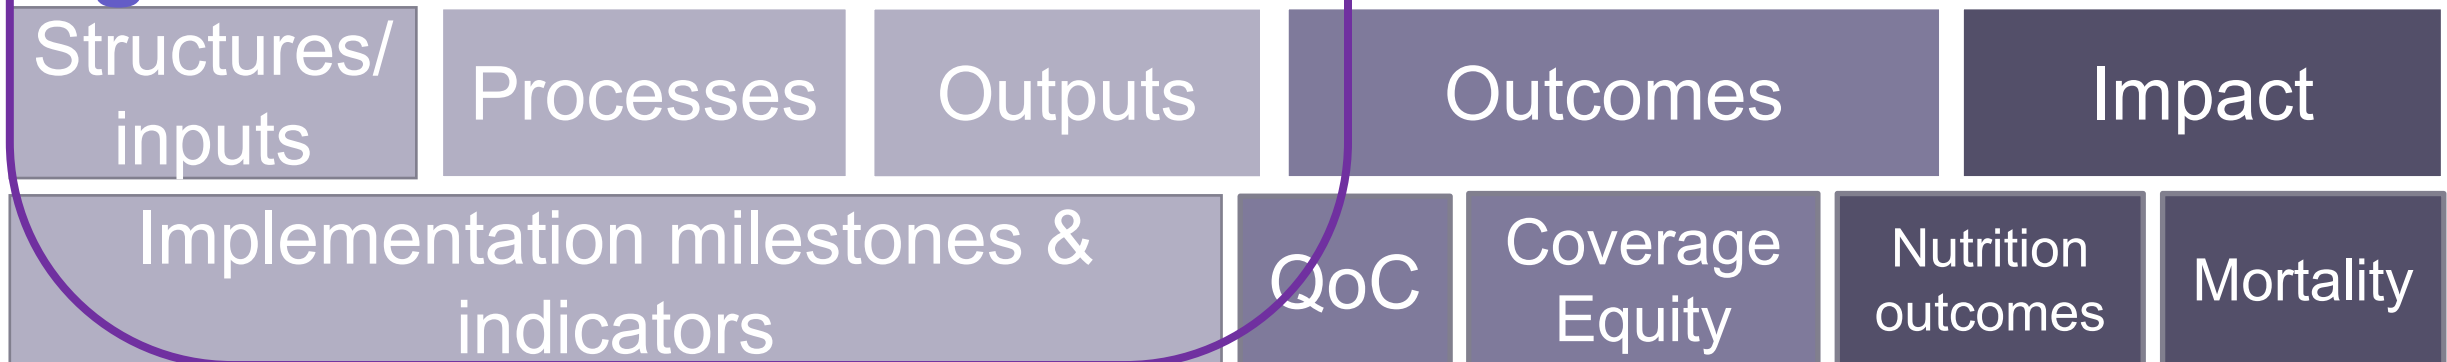 Structures/
inputs
Processes
Outputs
Outcomes
Impact
Implementation milestones &
indicators
QoC
Coverage
Equity
Nutrition
outcomes
Mortality